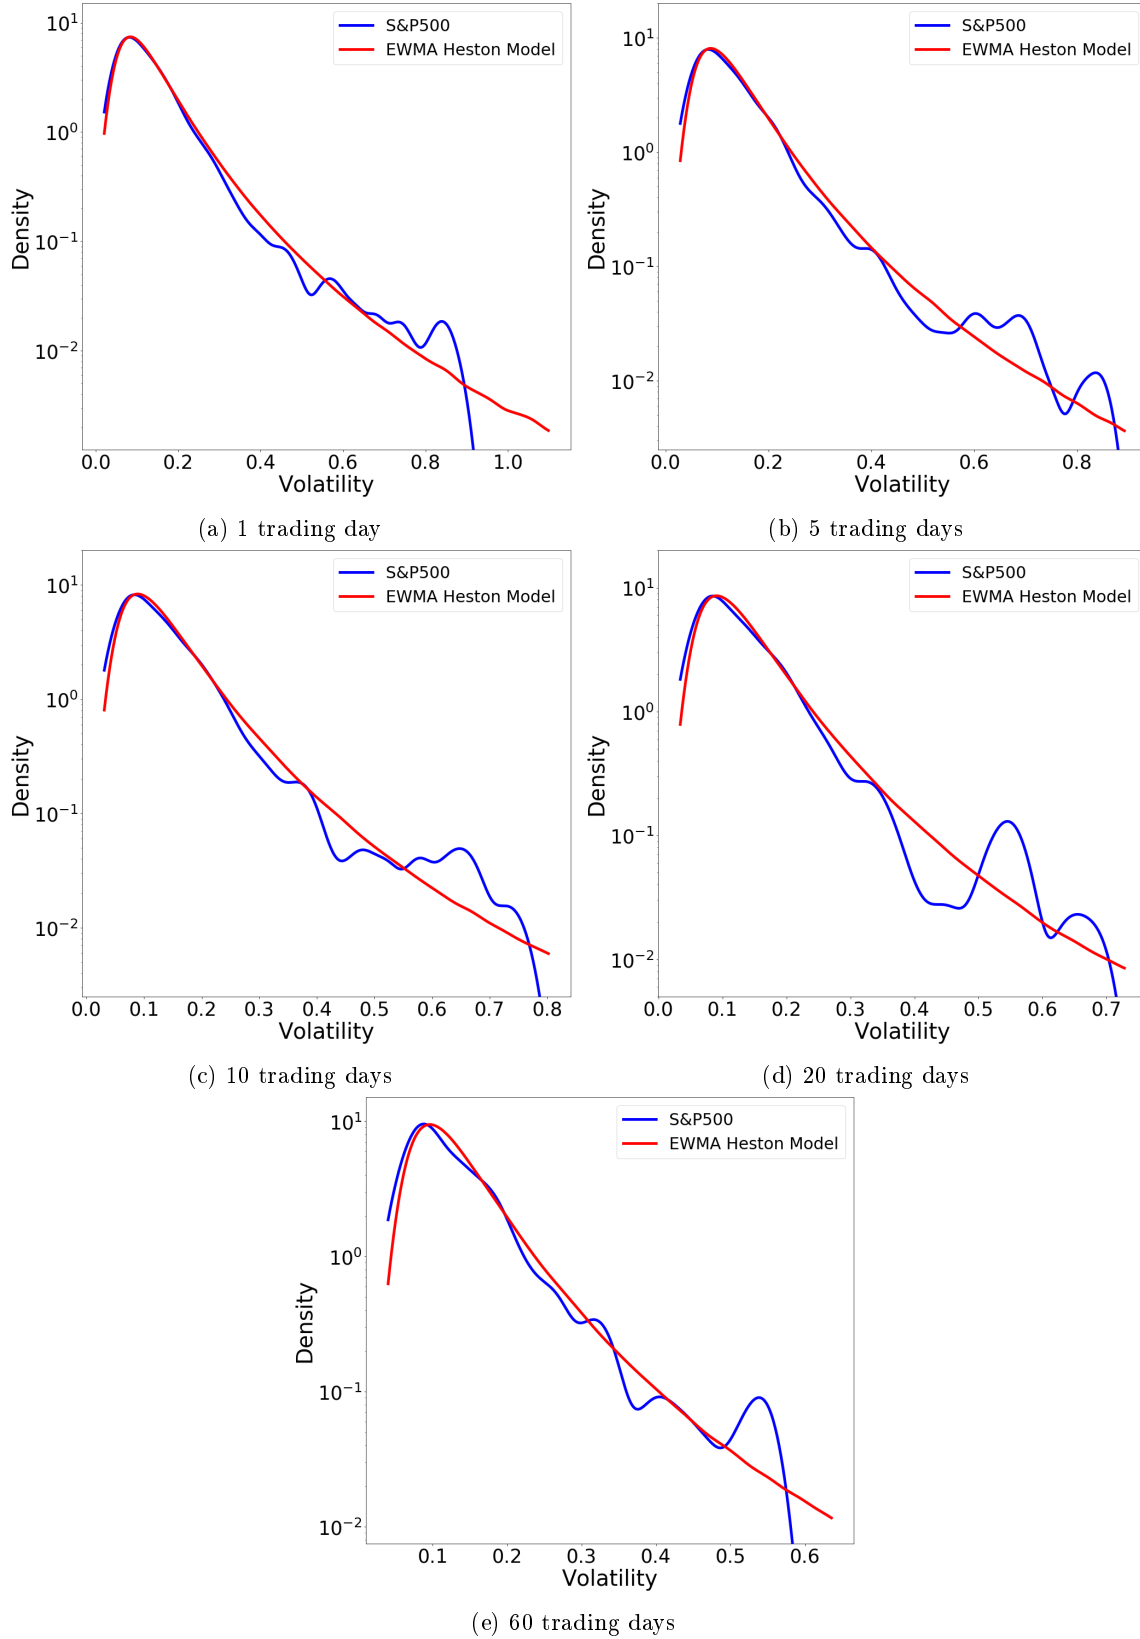 S&P500
EWMA Heston Model
10^1
10^0
10^-1
10^-2
Density
0.0 0.2 0.4 0.6 0.8 1.0
Volatility
(a) 1 trading day
S&P500
EWMA Heston Model
10^1
10^0
10^-1
10^-2
Density
0.0 0.2 0.4 0.6 0.8
Volatility
(b) 5 trading days
S&P500
EWMA Heston Model
10^1
10^0
10^-1
10^-2
Density
0.0 0.1 0.2 0.3 0.4 0.5 0.6 0.7 0.8
Volatility
(c) 10 trading days
S&P500
EWMA Heston Model
10^1
10^0
10^-1
10^-2
Density
0.0 0.1 0.2 0.3 0.4 0.5 0.6 0.7
Volatility
(d) 20 trading days
S&P500
EWMA Heston Model
10^1
10^0
10^-1
10^-2
Density
0.1 0.2 0.3 0.4 0.5 0.6
Volatility
(e) 60 trading days